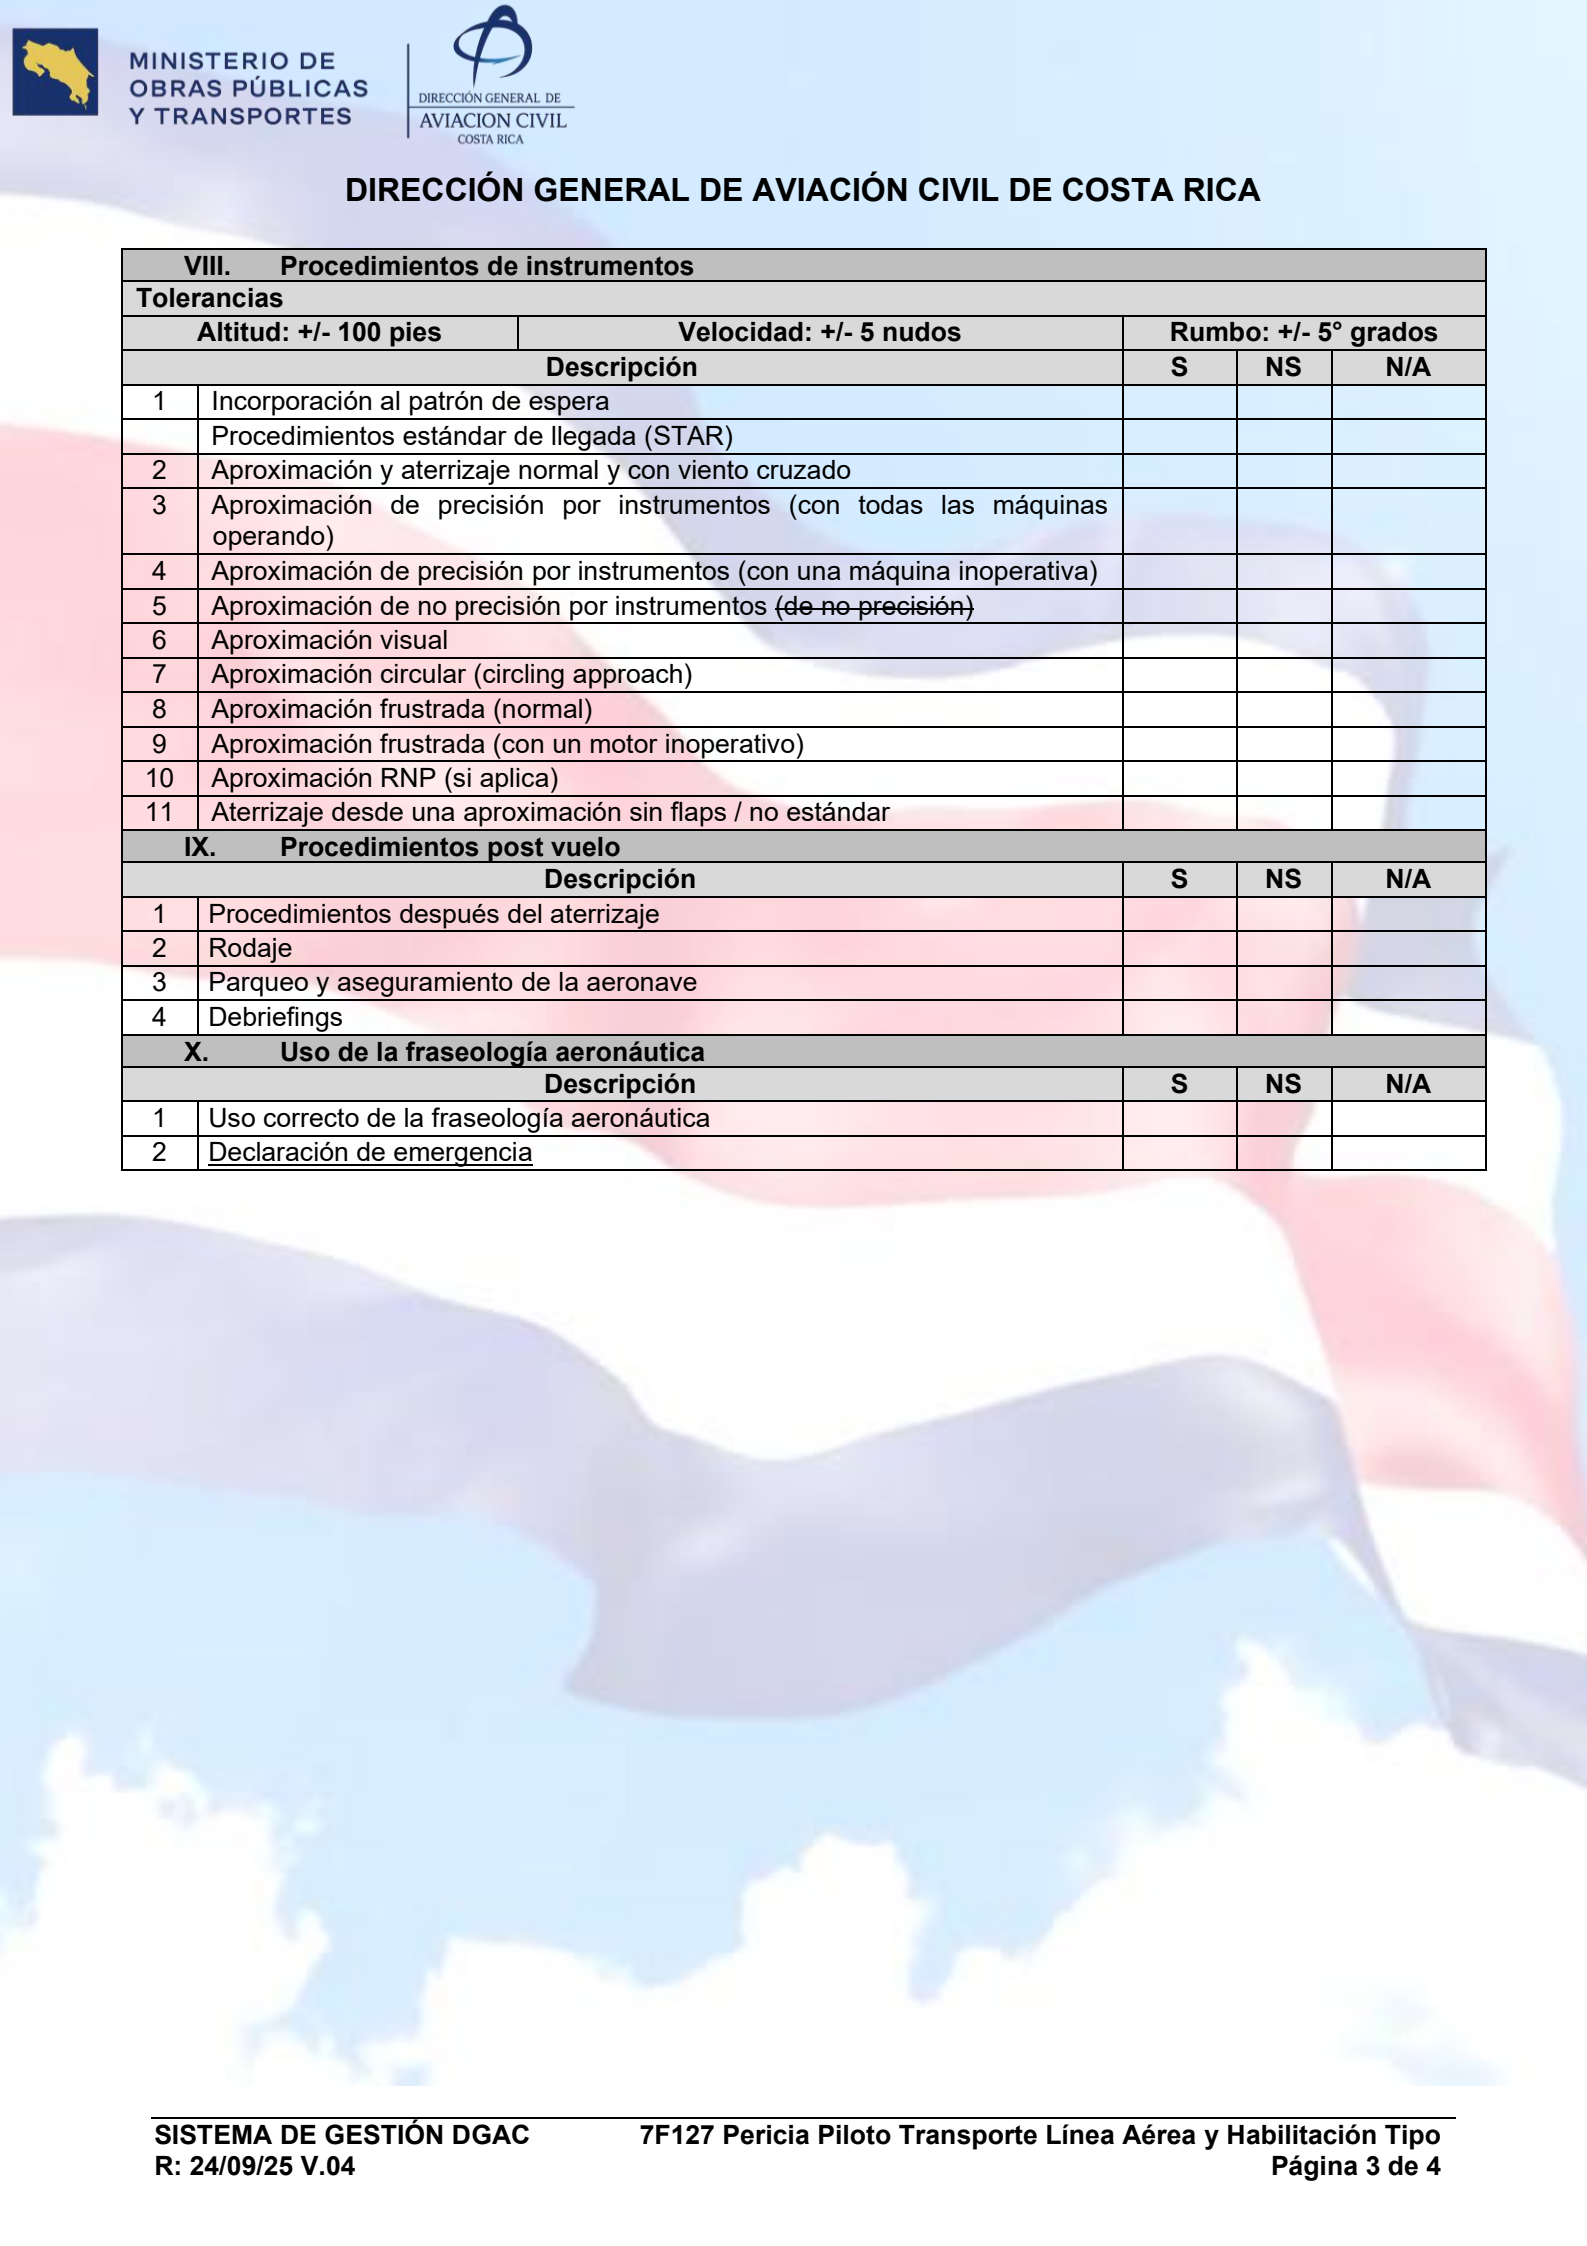 MINISTERIO DE
OBRAS PÚBLICAS
Y TRANSPORTES
DIRECCIÓN GENERAL DE
AVIACION CIVIL
COSTA RICA
DIRECCIÓN GENERAL DE AVIACIÓN CIVIL DE COSTA RICA
VIII. Procedimientos de instrumentos
Tolerancias
Altitud: +/- 100 pies Velocidad: +/- 5 nudos Rumbo: +/- 5° grados
Descripción S NS N/A
1 Incorporación al patrón de espera
Procedimientos estándar de llegada (STAR)
2 Aproximación y aterrizaje normal y con viento cruzado
3 Aproximación de precisión por instrumentos (con todas las máquinas
operando)
4 Aproximación de precisión por instrumentos (con una máquina inoperativa)
5 Aproximación de no precisión por instrumentos (de no precisión)
6 Aproximación visual
7 Aproximación circular (circling approach)
8 Aproximación frustrada (normal)
9 Aproximación frustrada (con un motor inoperativo)
10 Aproximación RNP (si aplica)
11 Aterrizaje desde una aproximación sin flaps / no estándar
IX. Procedimientos post vuelo
Descripción S NS N/A
1 Procedimientos después del aterrizaje
2 Rodaje
3 Parqueo y aseguramiento de la aeronave
4 Debriefings
X. Uso de la fraseología aeronáutica
Descripción S NS N/A
1 Uso correcto de la fraseología aeronáutica
2 Declaración de emergencia
SISTEMA DE GESTIÓN DGAC 7F127 Pericia Piloto Transporte Línea Aérea y Habilitación Tipo
R: 24/09/25 V.04 Página 3 de 4